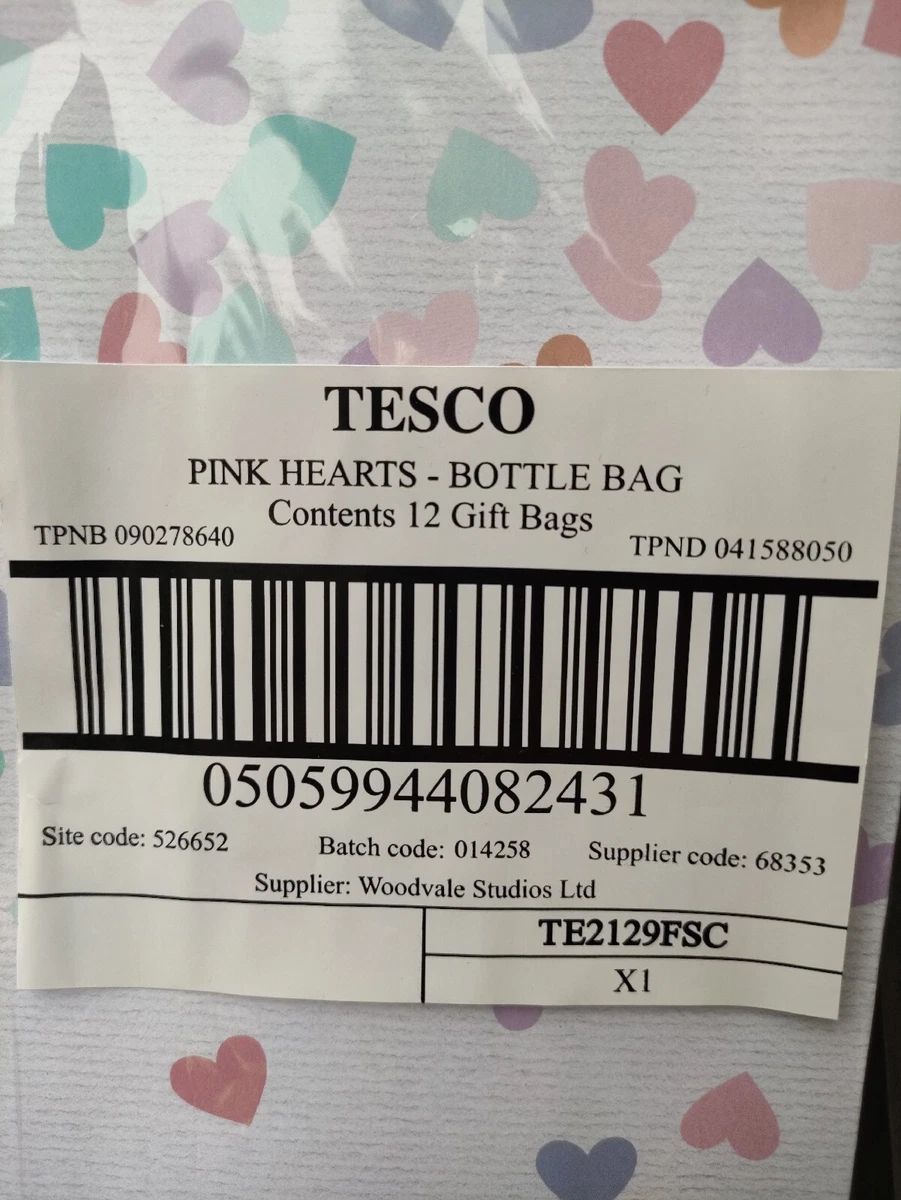 TESCO
PINK HEARTS - BOTTLE BAG
Contents 12 Gift Bags
TPNB 090278640 TPND 041588050
05059944082431
Site code: 526652 Batch code: 014258 Supplier code: 68353
Supplier: Woodvale Studios Ltd
TE2129FSC
X1